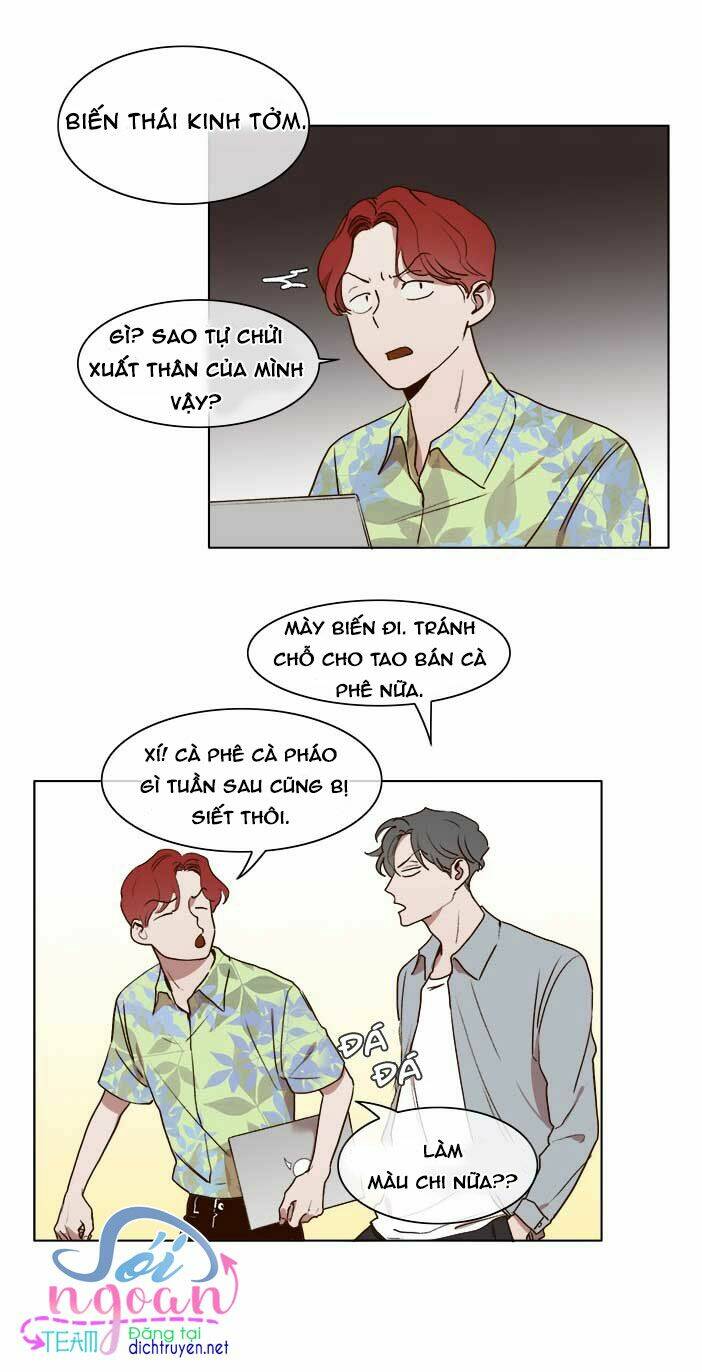 BIẾN THÁI KINH TỞM.
GÌ? SAO TỰ CHỬI
XUẤT THÂN CỦA MÌNH
VẬY?
MÀY BIẾN ĐI. TRÁNH
CHỖ CHO TAO BÁN CÀ
PHÊ NỮA.
XÍ! CÀ PHÊ CÀ PHÁO
GÌ TUẦN SAU CŨNG BỊ
SIẾT THÔI.
ĐÁ
ĐÁ
LÀM
MÀU CHI NỮA??
Sói
ngoan
TEAM
Đăng tại
dichtruyen.net